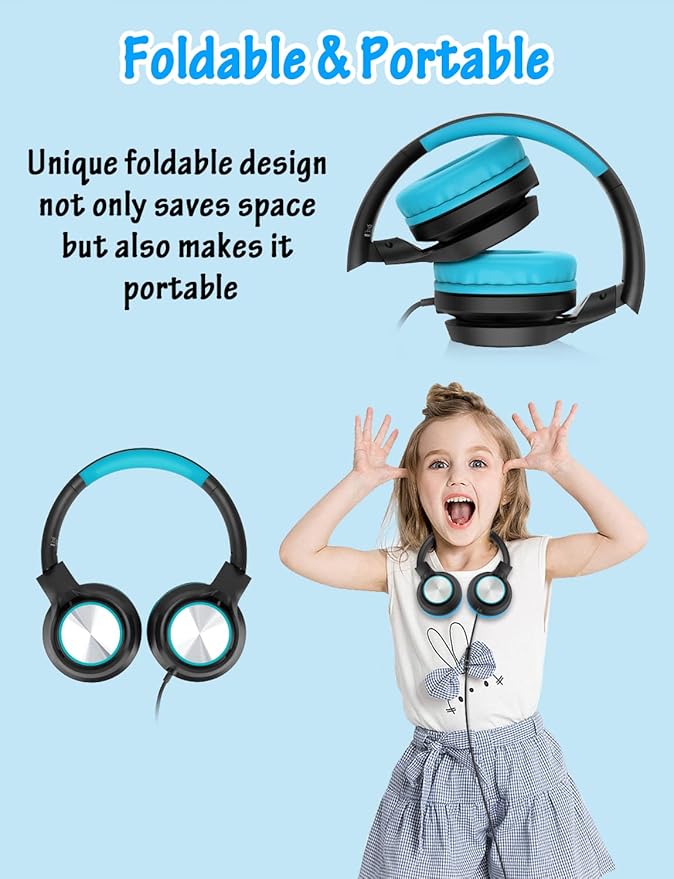 Foldable & Portable
Unique foldable design
not only saves space
but also makes it
portable